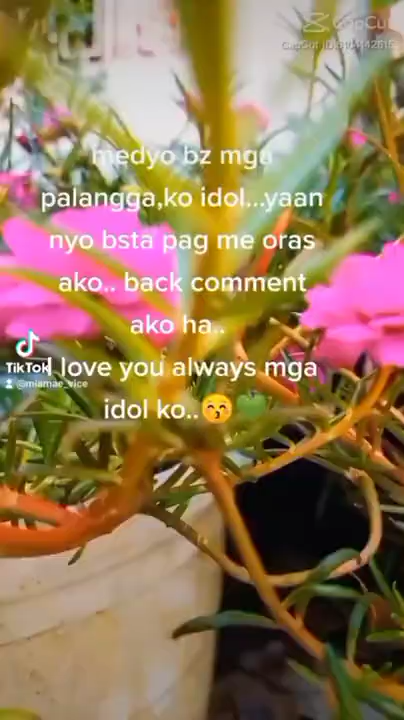 CapCut
medyo bz mga
palangga,ko idol...yaan
nyo bsta pag me oras
ako.. back comment
ako ha..
I love you always mga
idol ko..😙💚
TikTok
@miamae_vice